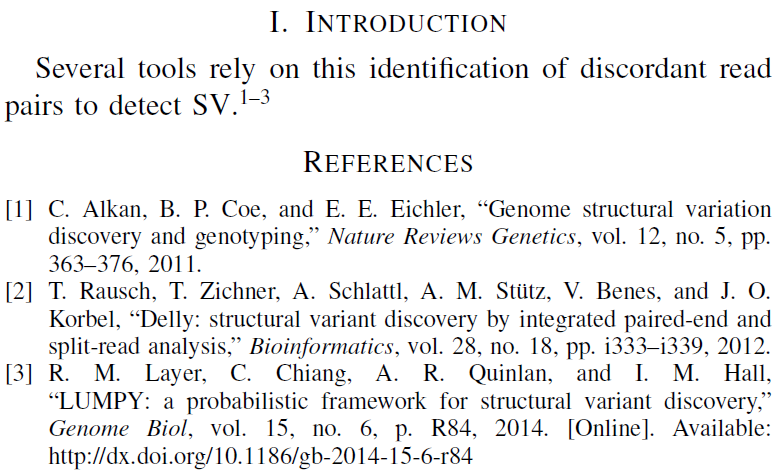 I. INTRODUCTION
Several tools rely on this identification of discordant read
pairs to detect SV.1–3
REFERENCES
[1] C. Alkan, B. P. Coe, and E. E. Eichler, “Genome structural variation
discovery and genotyping,” Nature Reviews Genetics, vol. 12, no. 5, pp.
363–376, 2011.
[2] T. Rausch, T. Zichner, A. Schlattl, A. M. Stütz, V. Benes, and J. O.
Korbel, “Delly: structural variant discovery by integrated paired-end and
split-read analysis,” Bioinformatics, vol. 28, no. 18, pp. i333–i339, 2012.
[3] R. M. Layer, C. Chiang, A. R. Quinlan, and I. M. Hall,
“LUMPY: a probabilistic framework for structural variant discovery,”
Genome Biol, vol. 15, no. 6, p. R84, 2014. [Online]. Available:
http://dx.doi.org/10.1186/gb-2014-15-6-r84